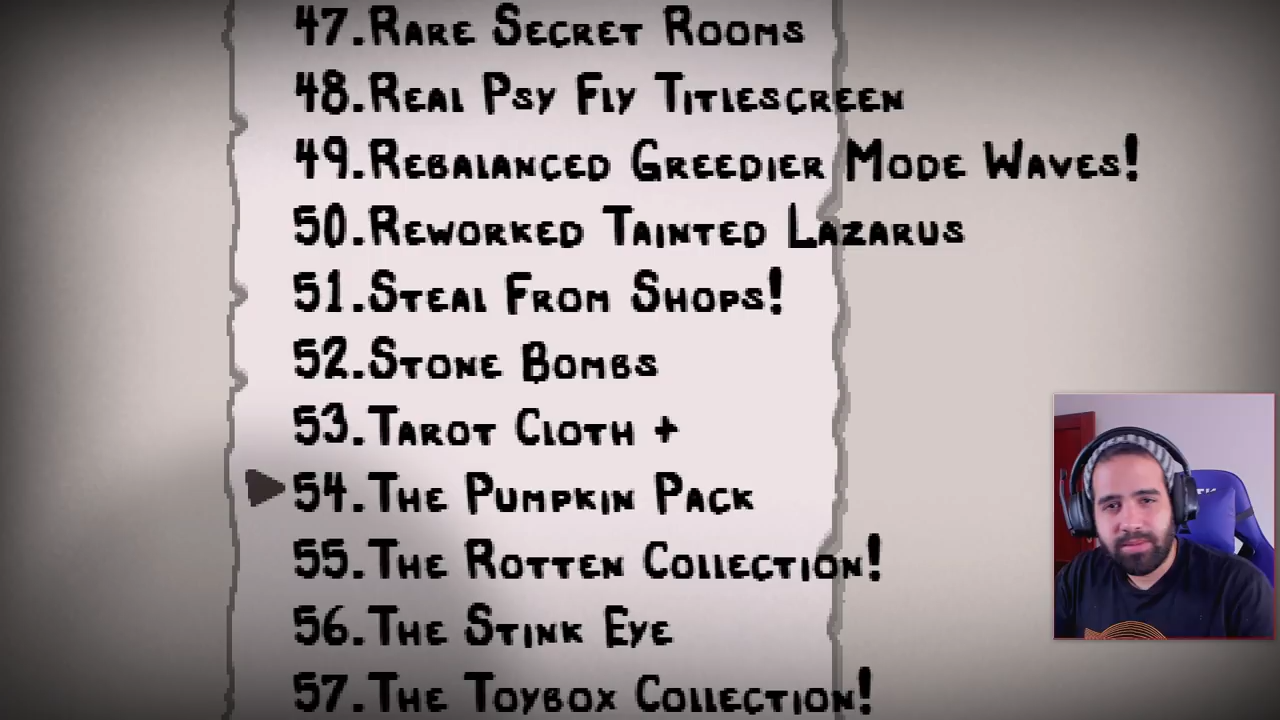 47.Rare Secret Rooms
48.Real Psy Fly Titlescreen
49.Rebalanced Greedier Mode Waves!
50.Reworked Tainted Lazarus
51.Steal From Shops!
52.Stone Bombs
53.Tarot Cloth +
54.The Pumpkin Pack
55.The Rotten Collection!
56.The Stink Eye
57.The Toybox Collection!